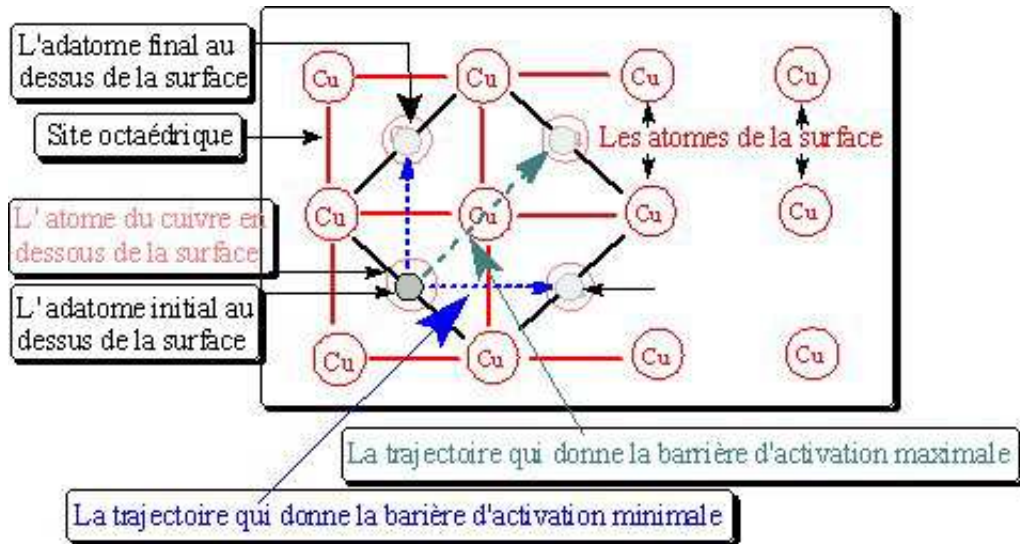 L'adatome final au
dessus de la surface
Site octaédrique
L' atome du cuivre en
dessous de la surface
L'adatome initial au
dessus de la surface
Cu Cu Cu Cu
Les atomes de la surface
Cu Cu Cu Cu
Cu Cu Cu Cu
La trajectoire qui donne la barrière d'activation maximale
La trajectoire qui donne la barière d'activation minimale